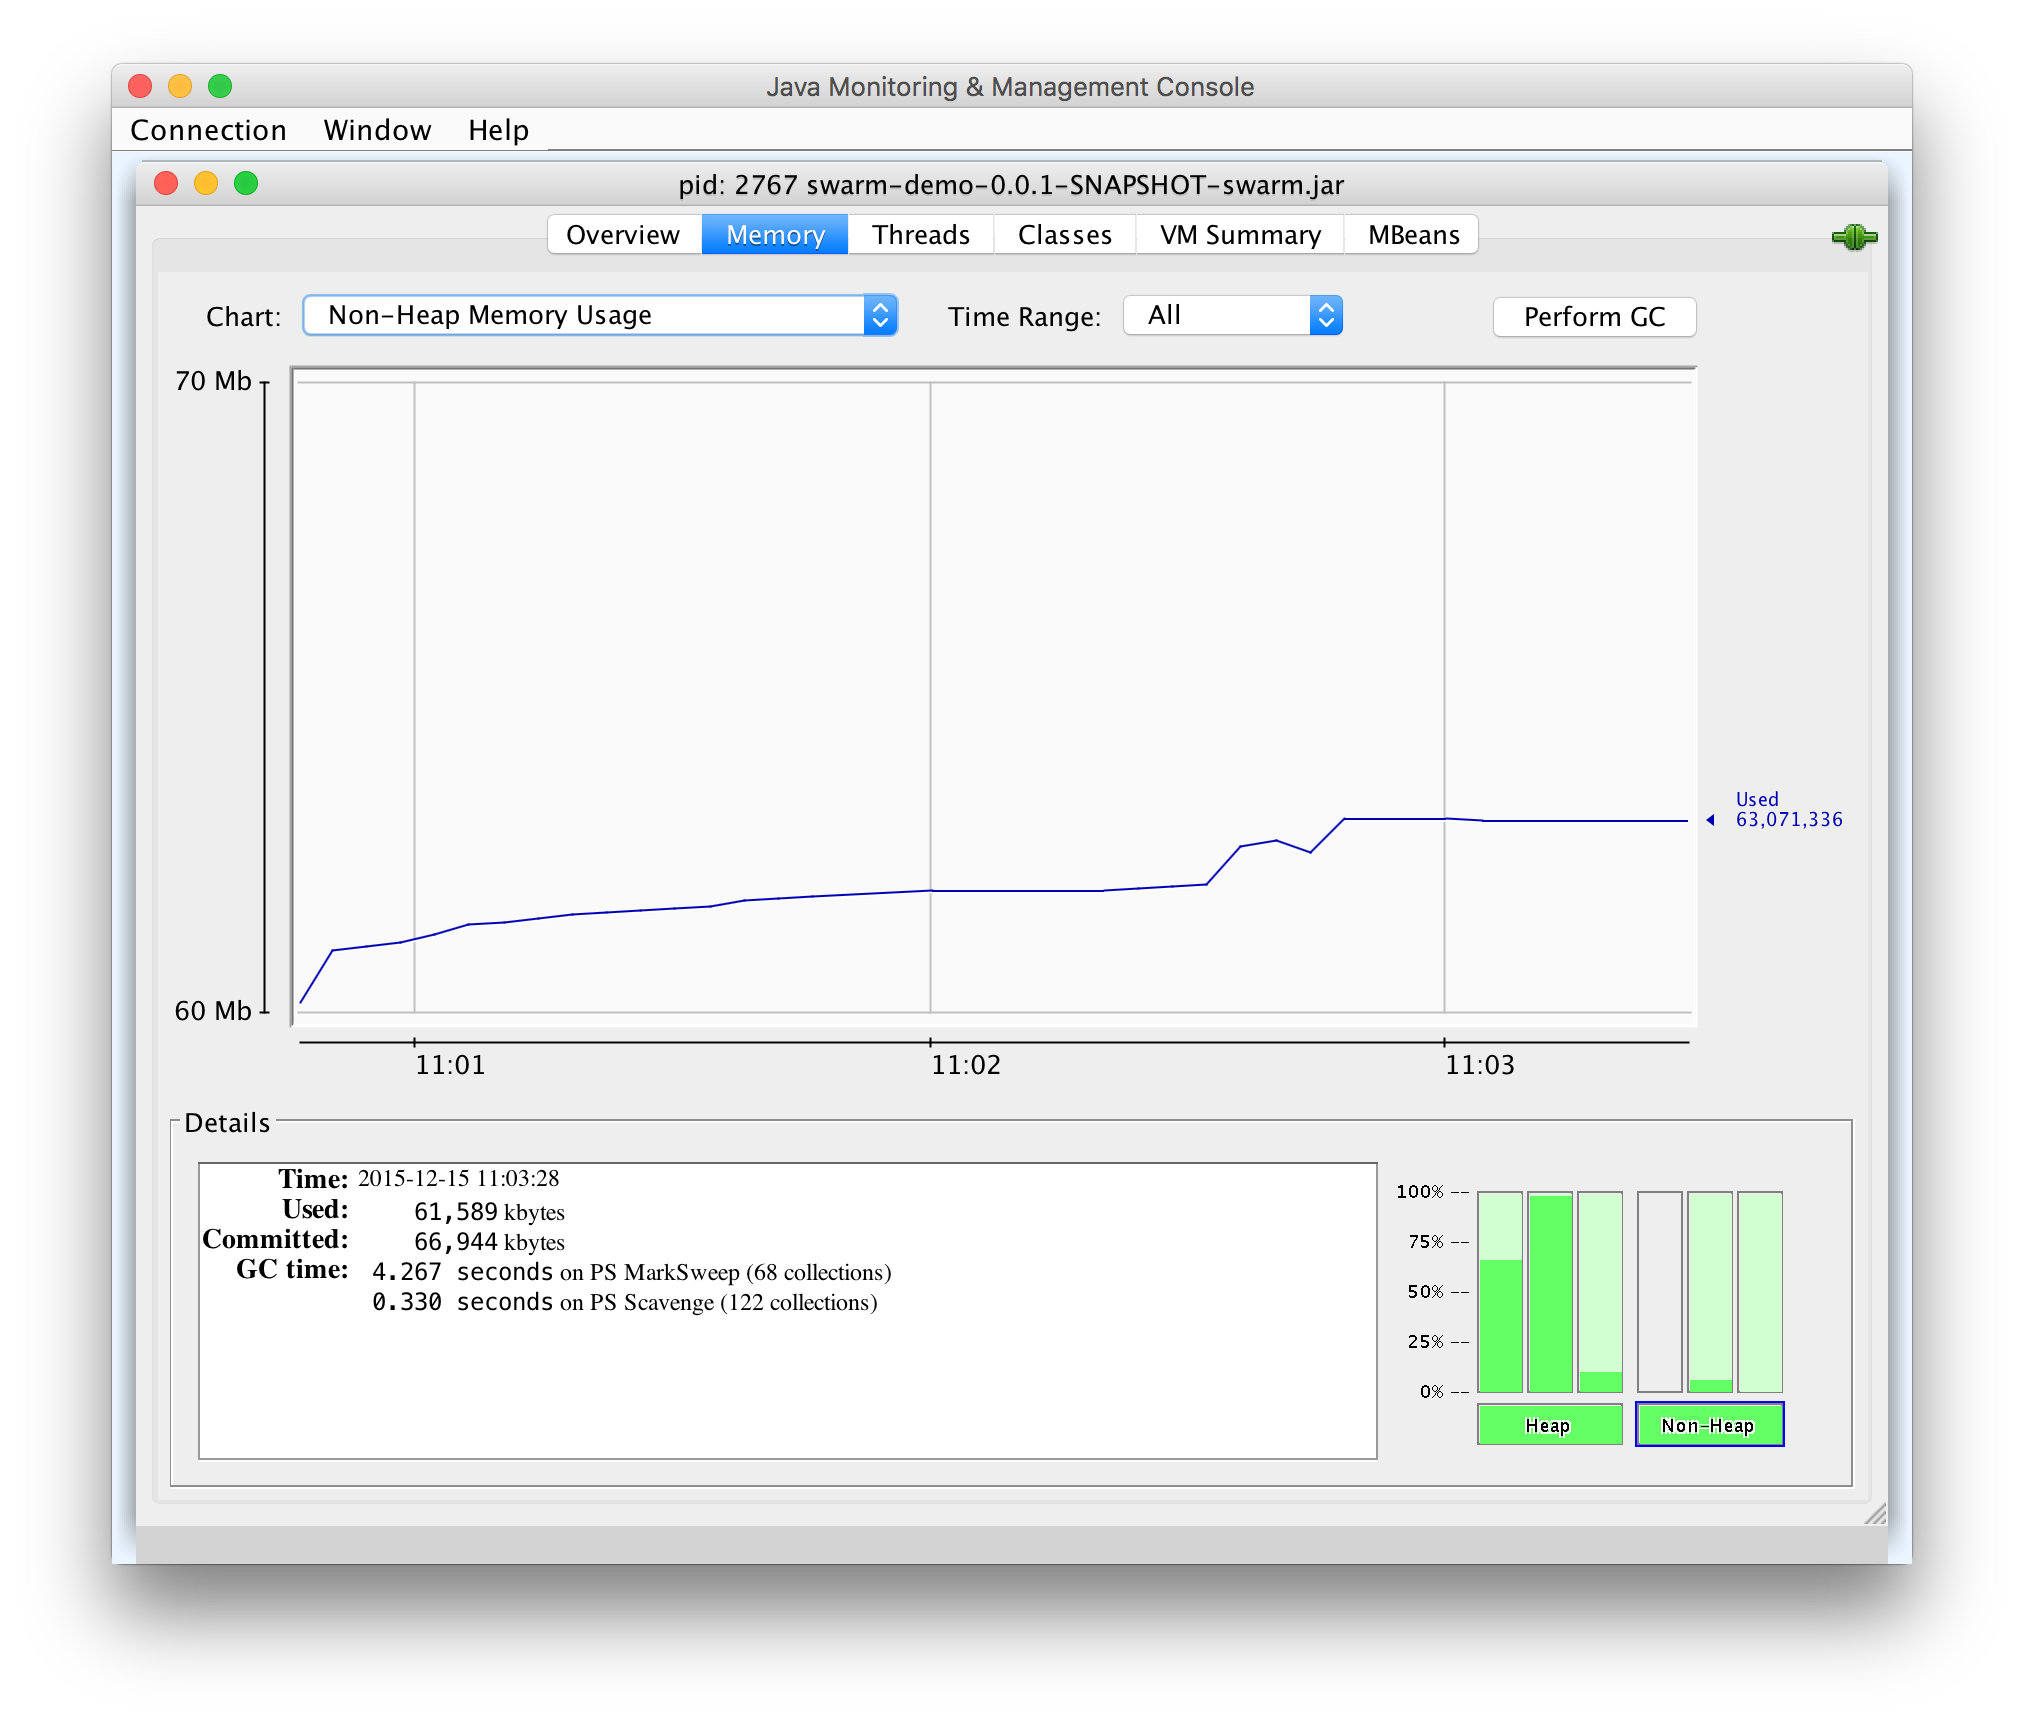 Java Monitoring & Management Console
Connection Window Help
pid: 2767 swarm-demo-0.0.1-SNAPSHOT-swarm.jar
Overview Memory Threads Classes VM Summary MBeans
Chart: Non-Heap Memory Usage Time Range: All Perform GC
70 Mb
Used
63,071,336
60 Mb
11:01 11:02 11:03
Details
Time: 2015-12-15 11:03:28
Used: 61,589 kbytes
Committed: 66,944 kbytes
GC time: 4.267 seconds on PS MarkSweep (68 collections)
0.330 seconds on PS Scavenge (122 collections)
100% --
75% --
50% --
25% --
0% --
Heap Non-Heap